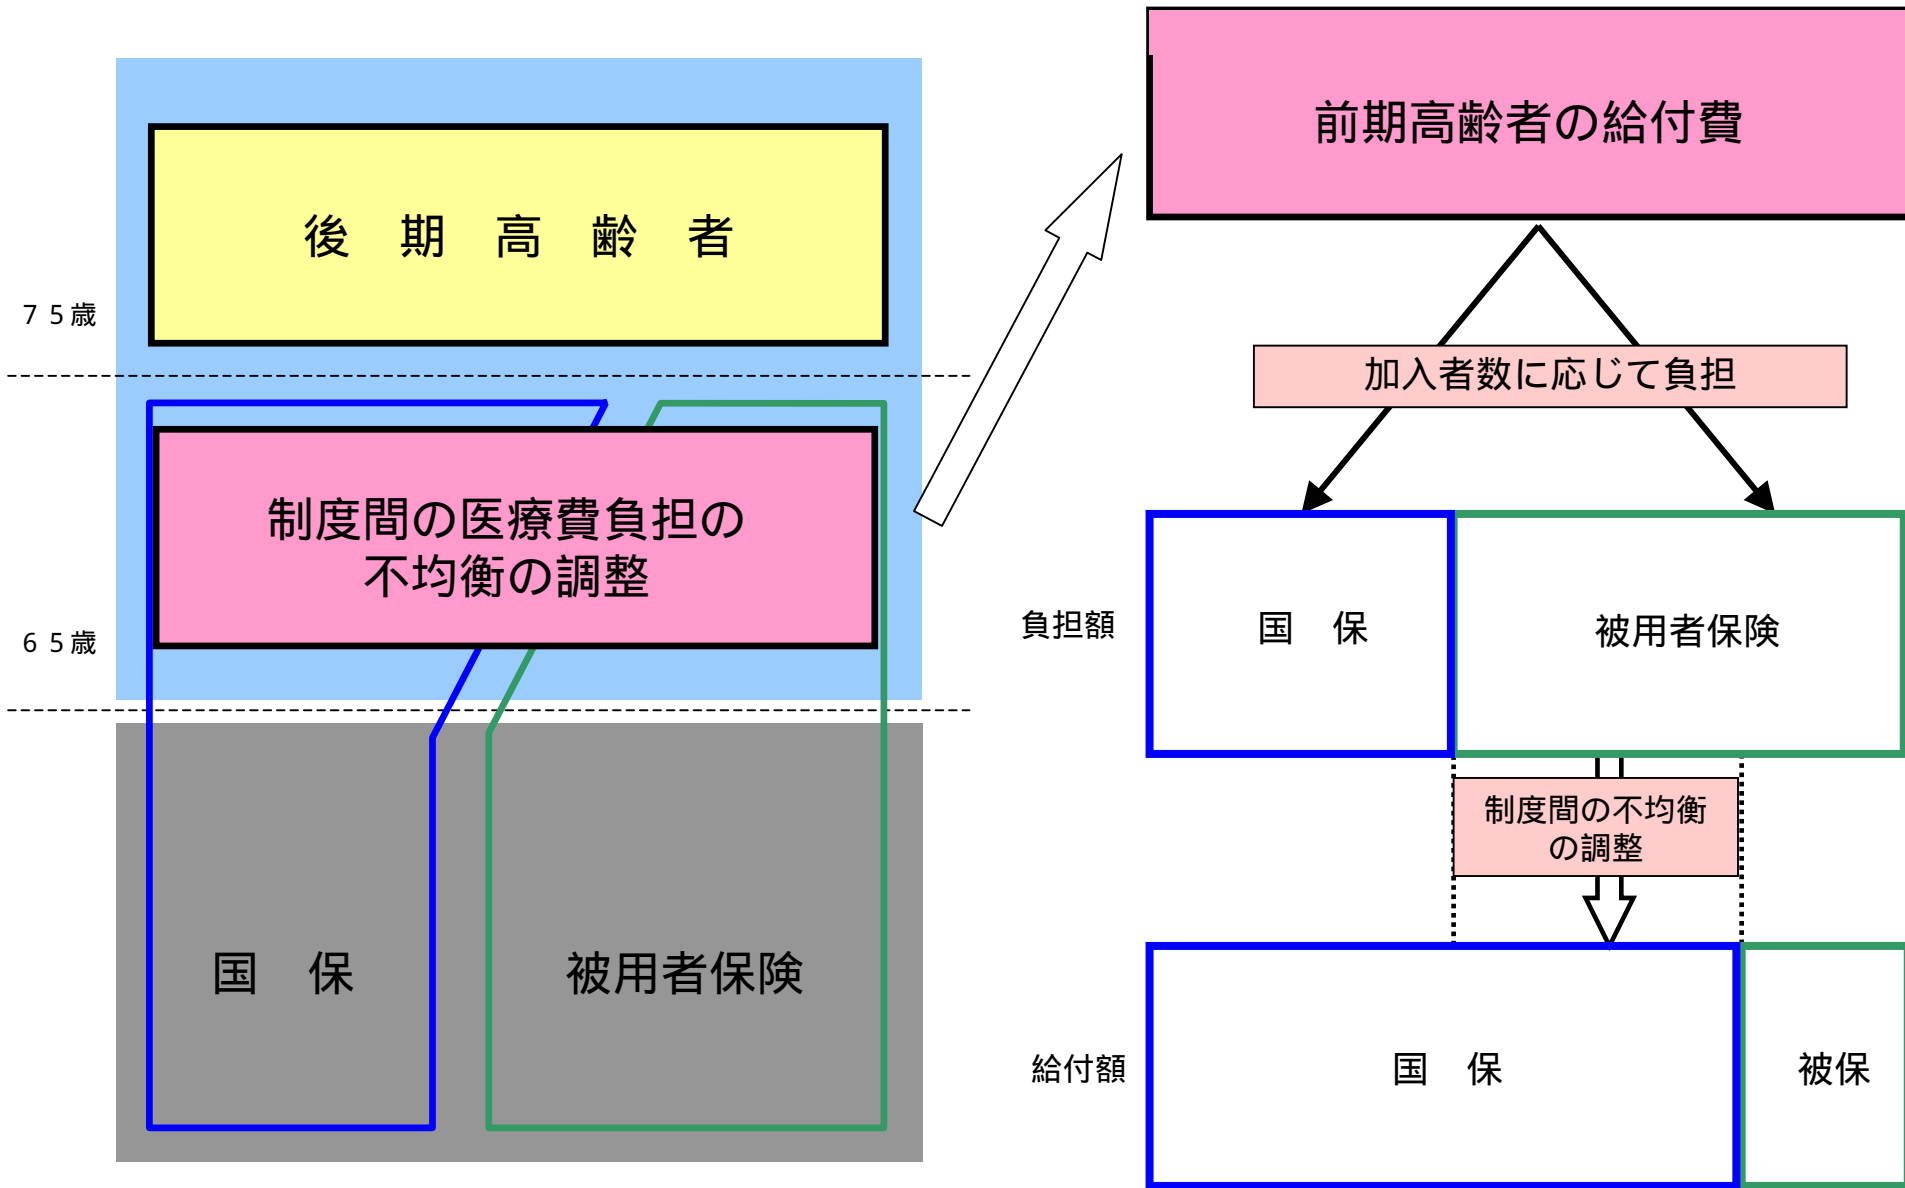 後　期　高　齢　者
７５歳
制度間の医療費負担の
不均衡の調整
６５歳
国　保
被用者保険
前期高齢者の給付費
加入者数に応じて負担
負担額
国　保
被用者保険
制度間の不均衡
の調整
給付額
国　保
被保